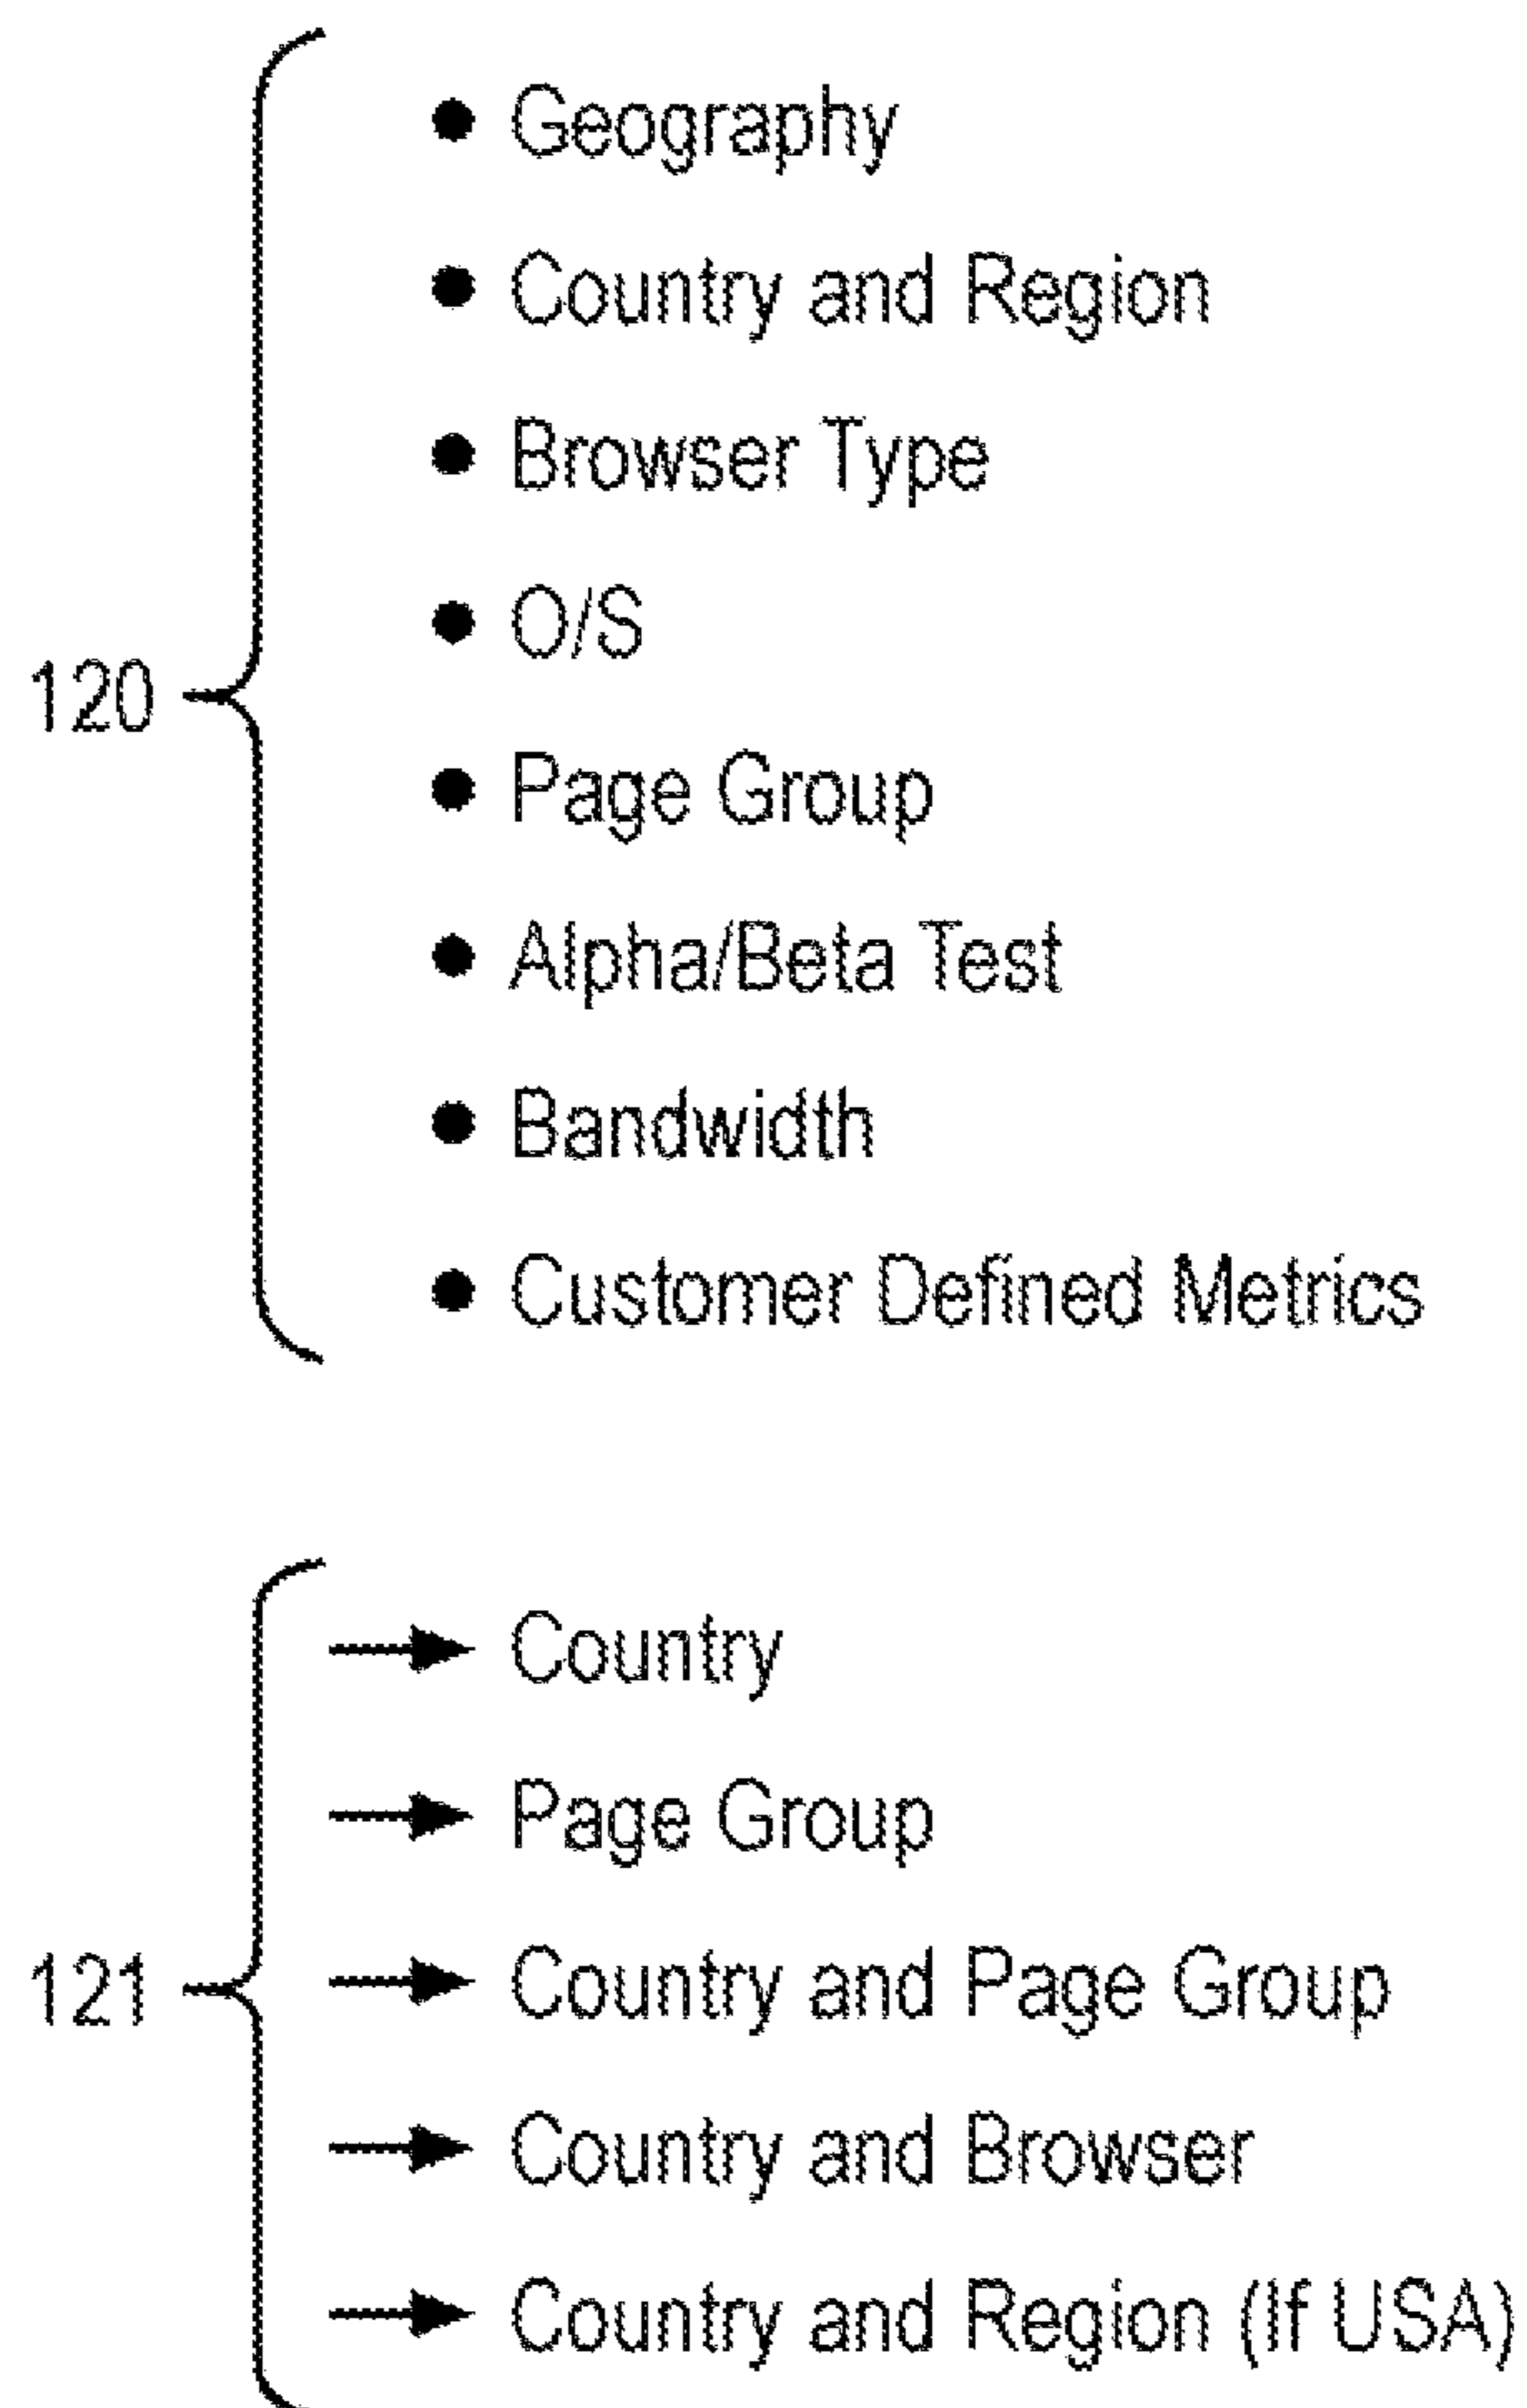 • Geography
• Country and Region
• Browser Type
• O/S
120
• Page Group
• Alpha/Beta Test
• Bandwidth
• Customer Defined Metrics
→ Country
→ Page Group
121
→ Country and Page Group
→ Country and Browser
→ Country and Region (If USA)